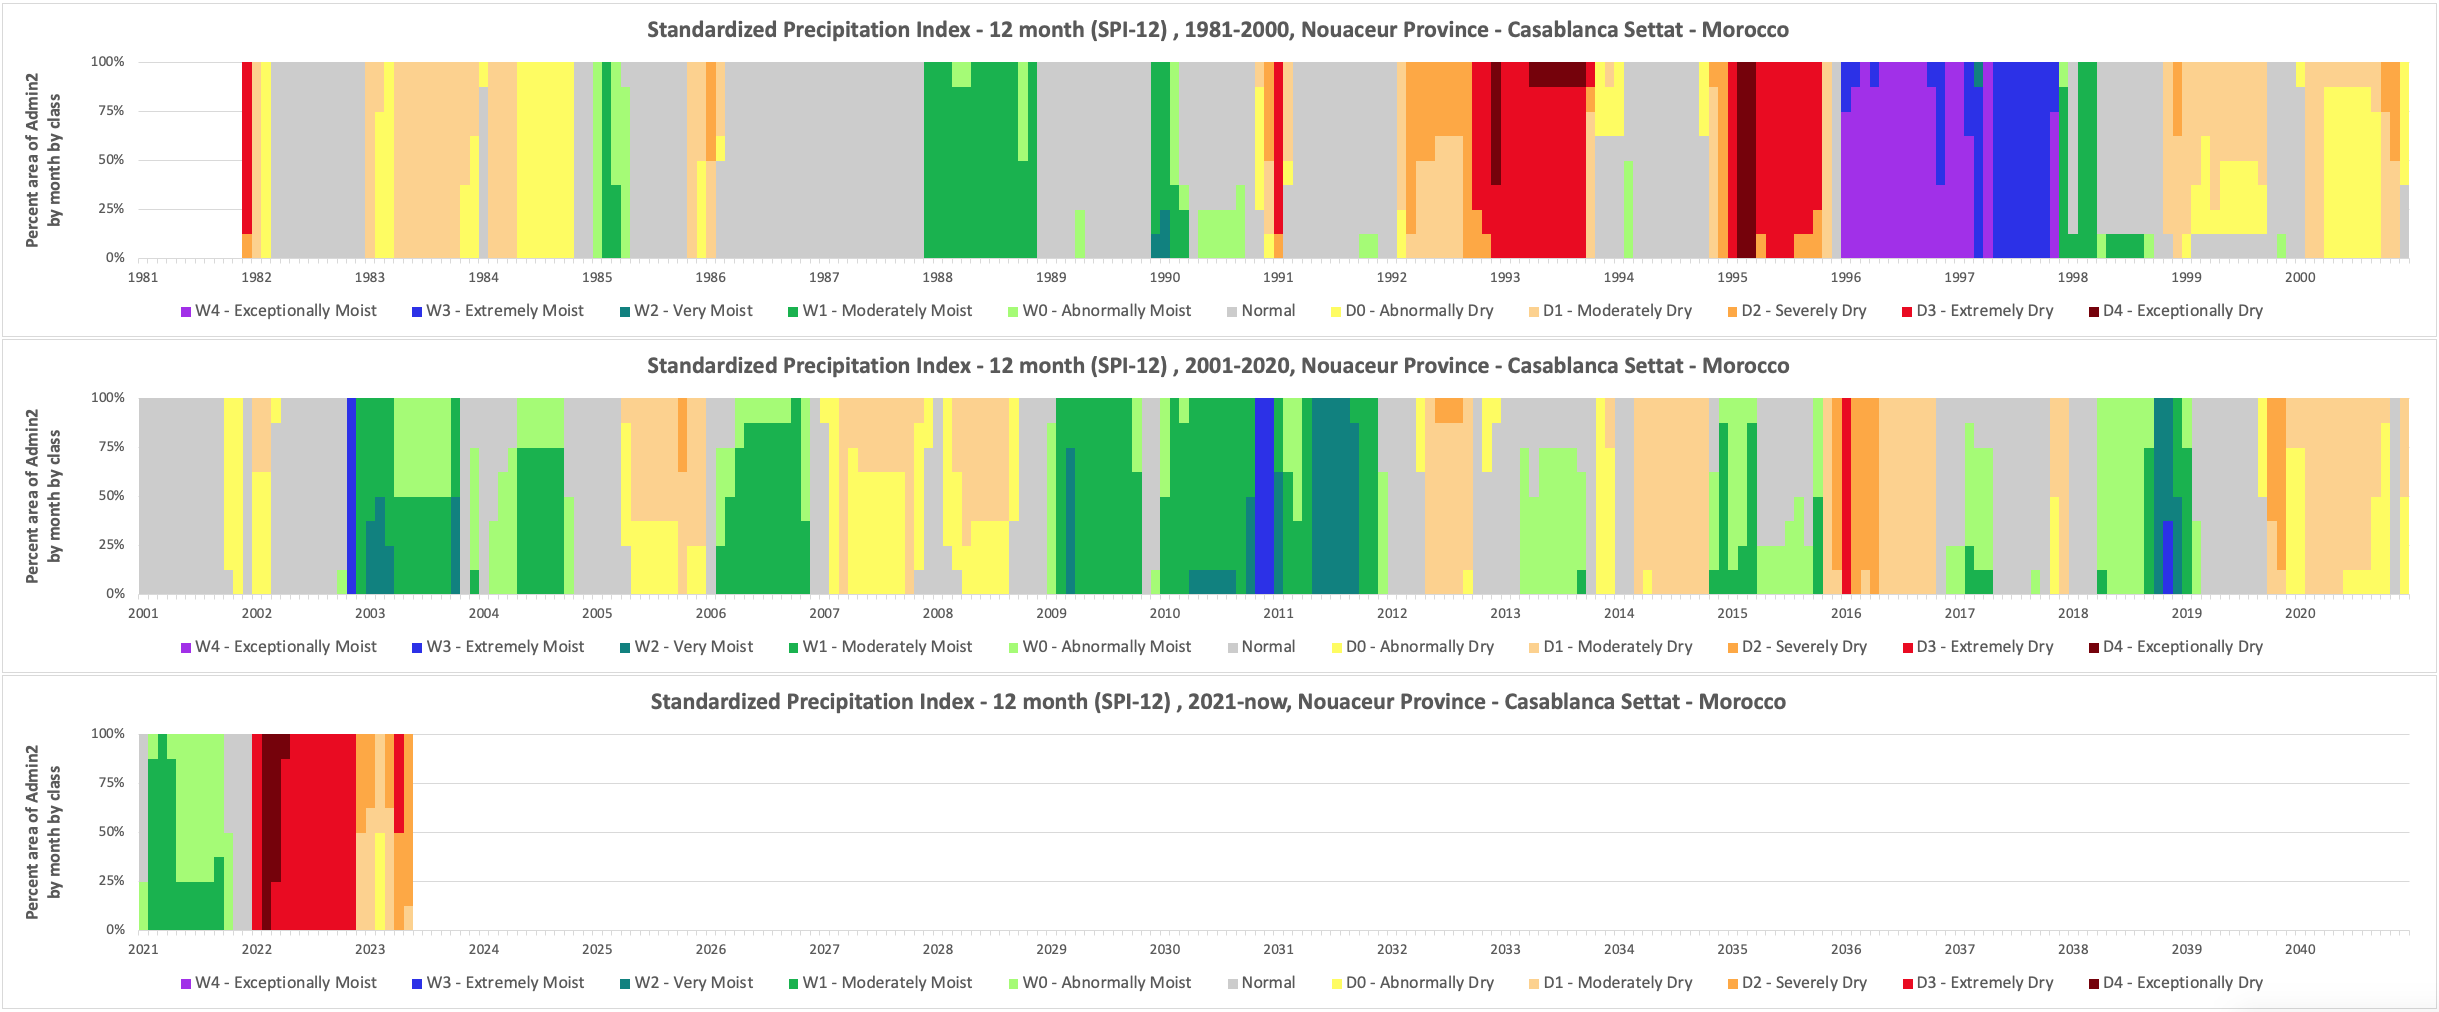 Standardized Precipitation Index - 12 month (SPI-12) , 1981-2000, Nouaceur Province - Casablanca Settat - Morocco
Percent area of Admin2
by month by class
100%
75%
50%
25%
0%
1981 1982 1983 1984 1985 1986 1987 1988 1989 1990 1991 1992 1993 1994 1995 1996 1997 1998 1999 2000
W4 - Exceptionally Moist W3 - Extremely Moist W2 - Very Moist W1 - Moderately Moist W0 - Abnormally Moist Normal D0 - Abnormally Dry D1 - Moderately Dry D2 - Severely Dry D3 - Extremely Dry D4 - Exceptionally Dry
Standardized Precipitation Index - 12 month (SPI-12) , 2001-2020, Nouaceur Province - Casablanca Settat - Morocco
Percent area of Admin2
by month by class
100%
75%
50%
25%
0%
2001 2002 2003 2004 2005 2006 2007 2008 2009 2010 2011 2012 2013 2014 2015 2016 2017 2018 2019 2020
W4 - Exceptionally Moist W3 - Extremely Moist W2 - Very Moist W1 - Moderately Moist W0 - Abnormally Moist Normal D0 - Abnormally Dry D1 - Moderately Dry D2 - Severely Dry D3 - Extremely Dry D4 - Exceptionally Dry
Standardized Precipitation Index - 12 month (SPI-12) , 2021-now, Nouaceur Province - Casablanca Settat - Morocco
Percent area of Admin2
by month by class
100%
75%
50%
25%
0%
2021 2022 2023 2024 2025 2026 2027 2028 2029 2030 2031 2032 2033 2034 2035 2036 2037 2038 2039 2040
W4 - Exceptionally Moist W3 - Extremely Moist W2 - Very Moist W1 - Moderately Moist W0 - Abnormally Moist Normal D0 - Abnormally Dry D1 - Moderately Dry D2 - Severely Dry D3 - Extremely Dry D4 - Exceptionally Dry